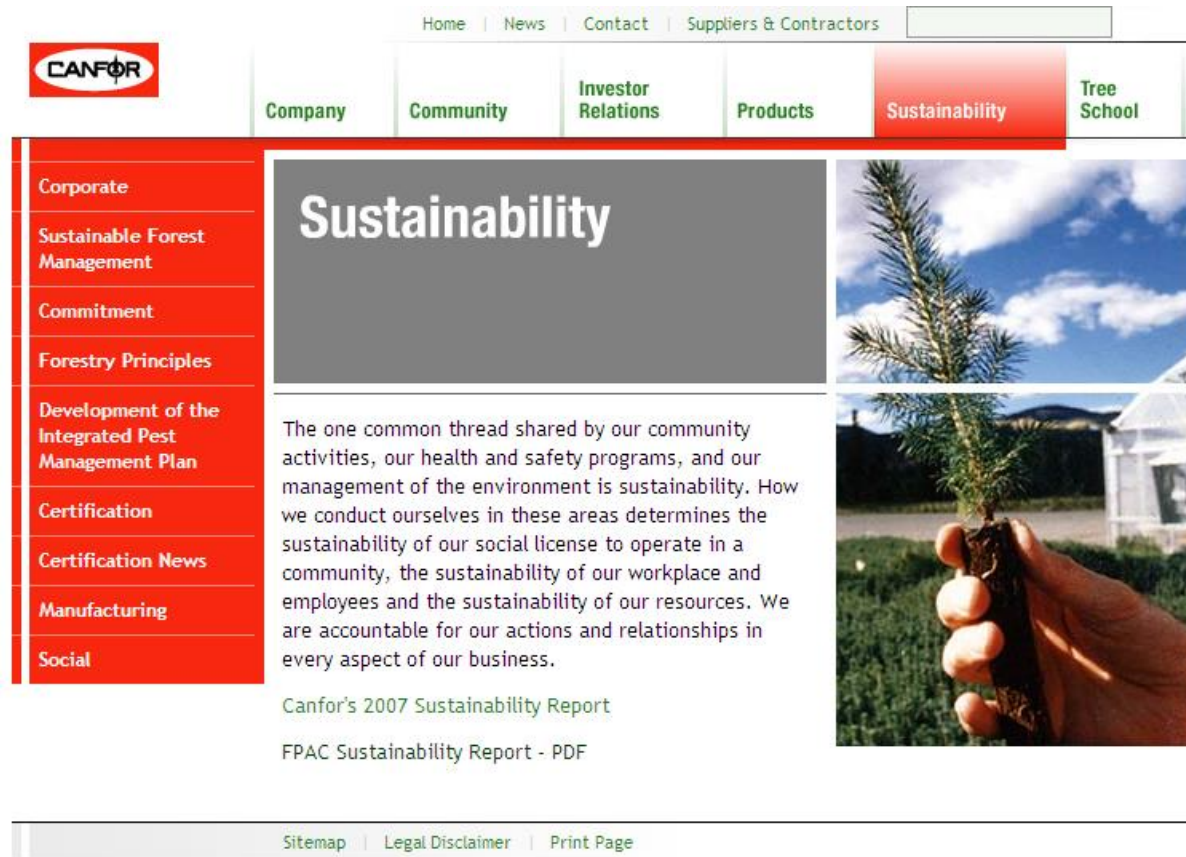 Home | News | Contact | Suppliers & Contractors
CANFOR
Company
Community
Investor
Relations
Products
Sustainability
Tree
School
Corporate
Sustainable Forest
Management
Commitment
Forestry Principles
Development of the
Integrated Pest
Management Plan
Certification
Certification News
Manufacturing
Social
Sustainability
The one common thread shared by our community
activities, our health and safety programs, and our
management of the environment is sustainability. How
we conduct ourselves in these areas determines the
sustainability of our social license to operate in a
community, the sustainability of our workplace and
employees and the sustainability of our resources. We
are accountable for our actions and relationships in
every aspect of our business.
Canfor's 2007 Sustainability Report
FPAC Sustainability Report - PDF
Sitemap | Legal Disclaimer | Print Page